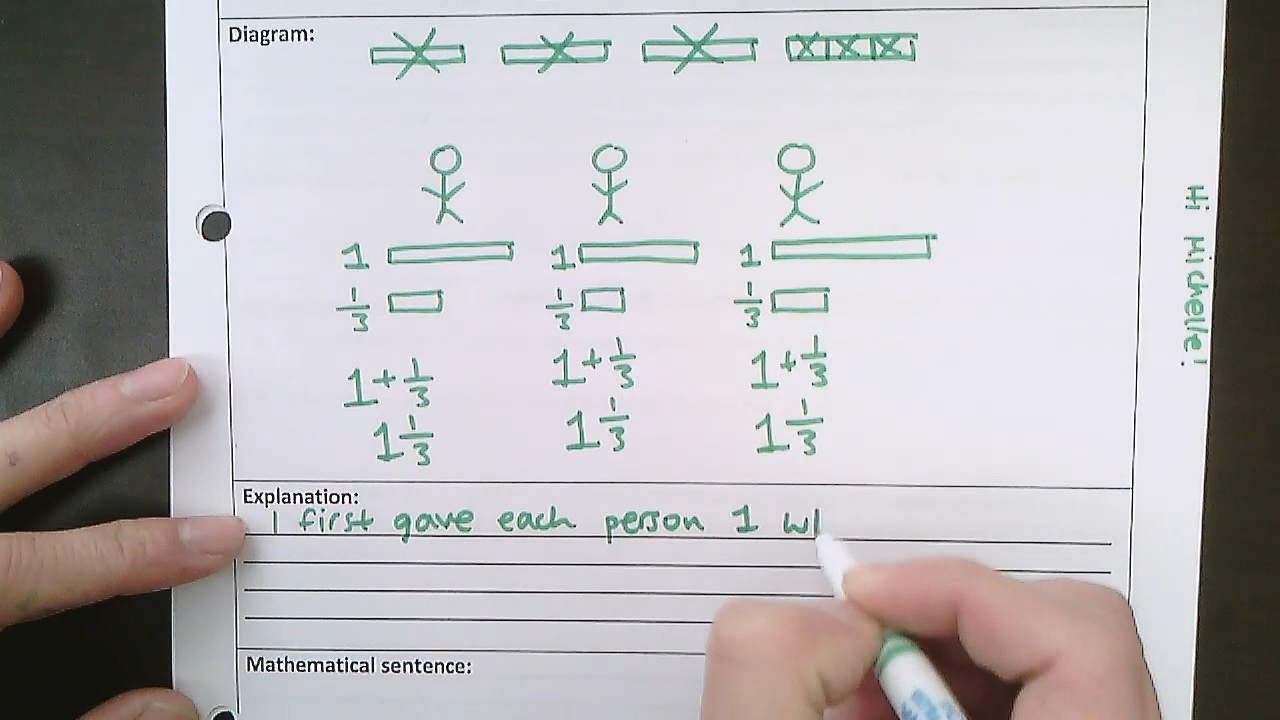 Diagram:
1 1 1
1/3 1/3 1/3
1+1/3 1+1/3 1+1/3
1 1/3 1 1/3 1 1/3
Explanation:
I first gave each person 1
Mathematical sentence:
Hi Michelle!